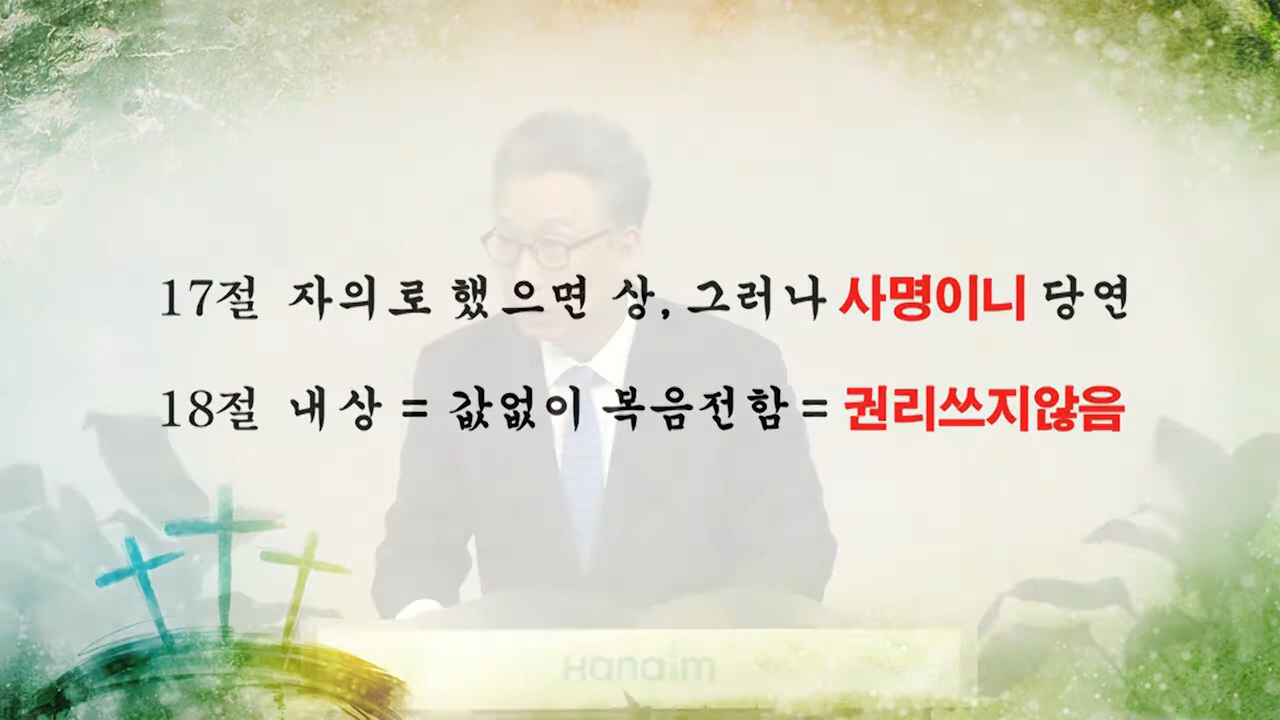 17절 자의로 했으면 상, 그러나 사명이니 당연
18절 내상 = 값없이 복음전함 = 권리쓰지않음
Hanaim